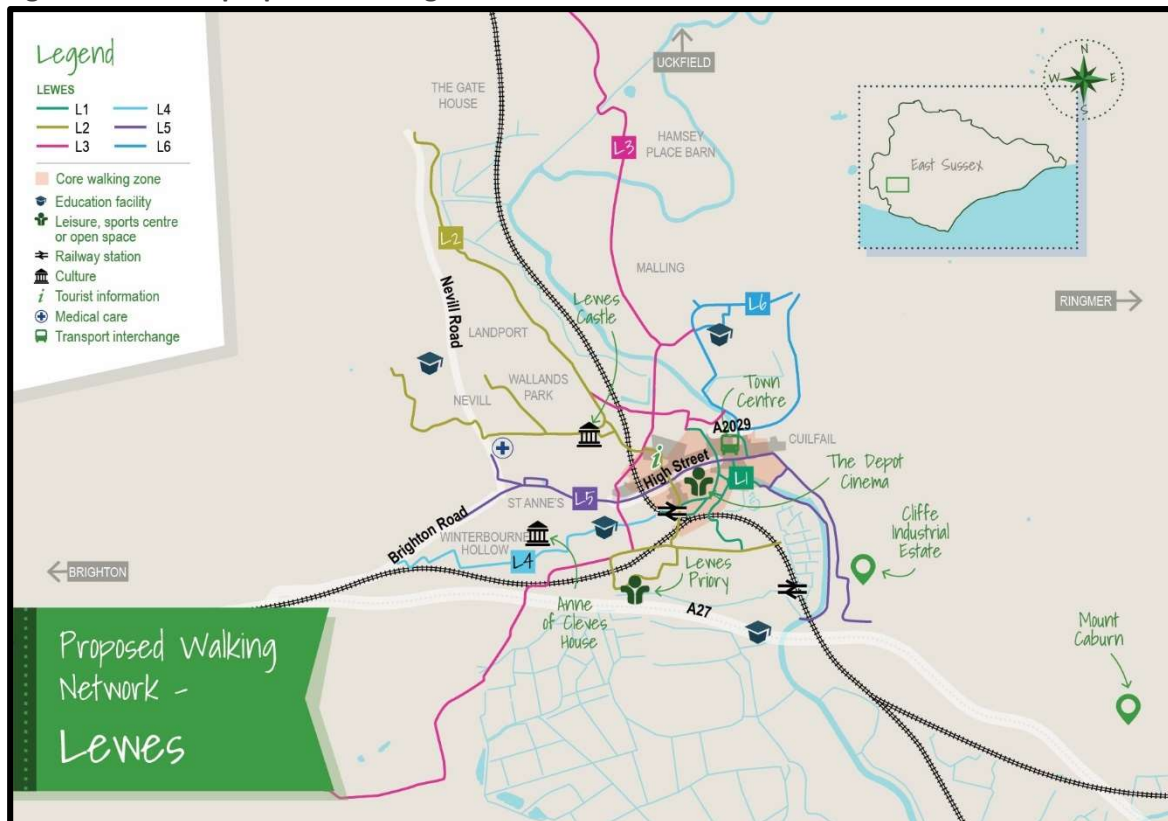 Legend
LEWES
L1
L2
L3
L4
L5
L6
Core walking zone
Education facility
Leisure, sports centre
or open space
Railway station
Culture
Tourist information
Medical care
Transport interchange
UCKFIELD
N
W
E
S
East Sussex
THE GATE
HOUSE
HAMSEY
PLACE BARN
L3
L2
MALLING
Nevill Road
Lewes
Castle
L6
RINGMER
LANDPORT
WALLANDS
PARK
NEVILL
Town
Centre
A2029
CUILFAIL
i
High Street
L1
The Depot
Cinema
ST ANNE'S
L5
Brighton Road
WINTERBOURNE
HOLLOW
L4
BRIGHTON
Cliffe
Industrial
Estate
Lewes
Priory
A27
Anne
of Cleves
House
Mount
Caburn
Proposed Walking
Network -
Lewes